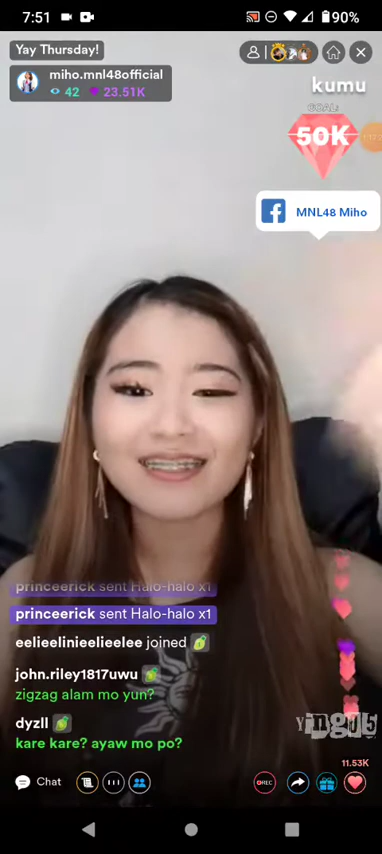 7:51
90%
Yay Thursday!
miho.mnl48official
42 23.51K
kumu
GOAL:
50K
MNL48 Miho
princeerick sent Halo-halo x1
princeerick sent Halo-halo x1
eelieelinieelieelee joined
john.riley1817uwu
zigzag alam mo yun?
dyzll
kare kare? ayaw mo po?
11.53K
Chat
REC